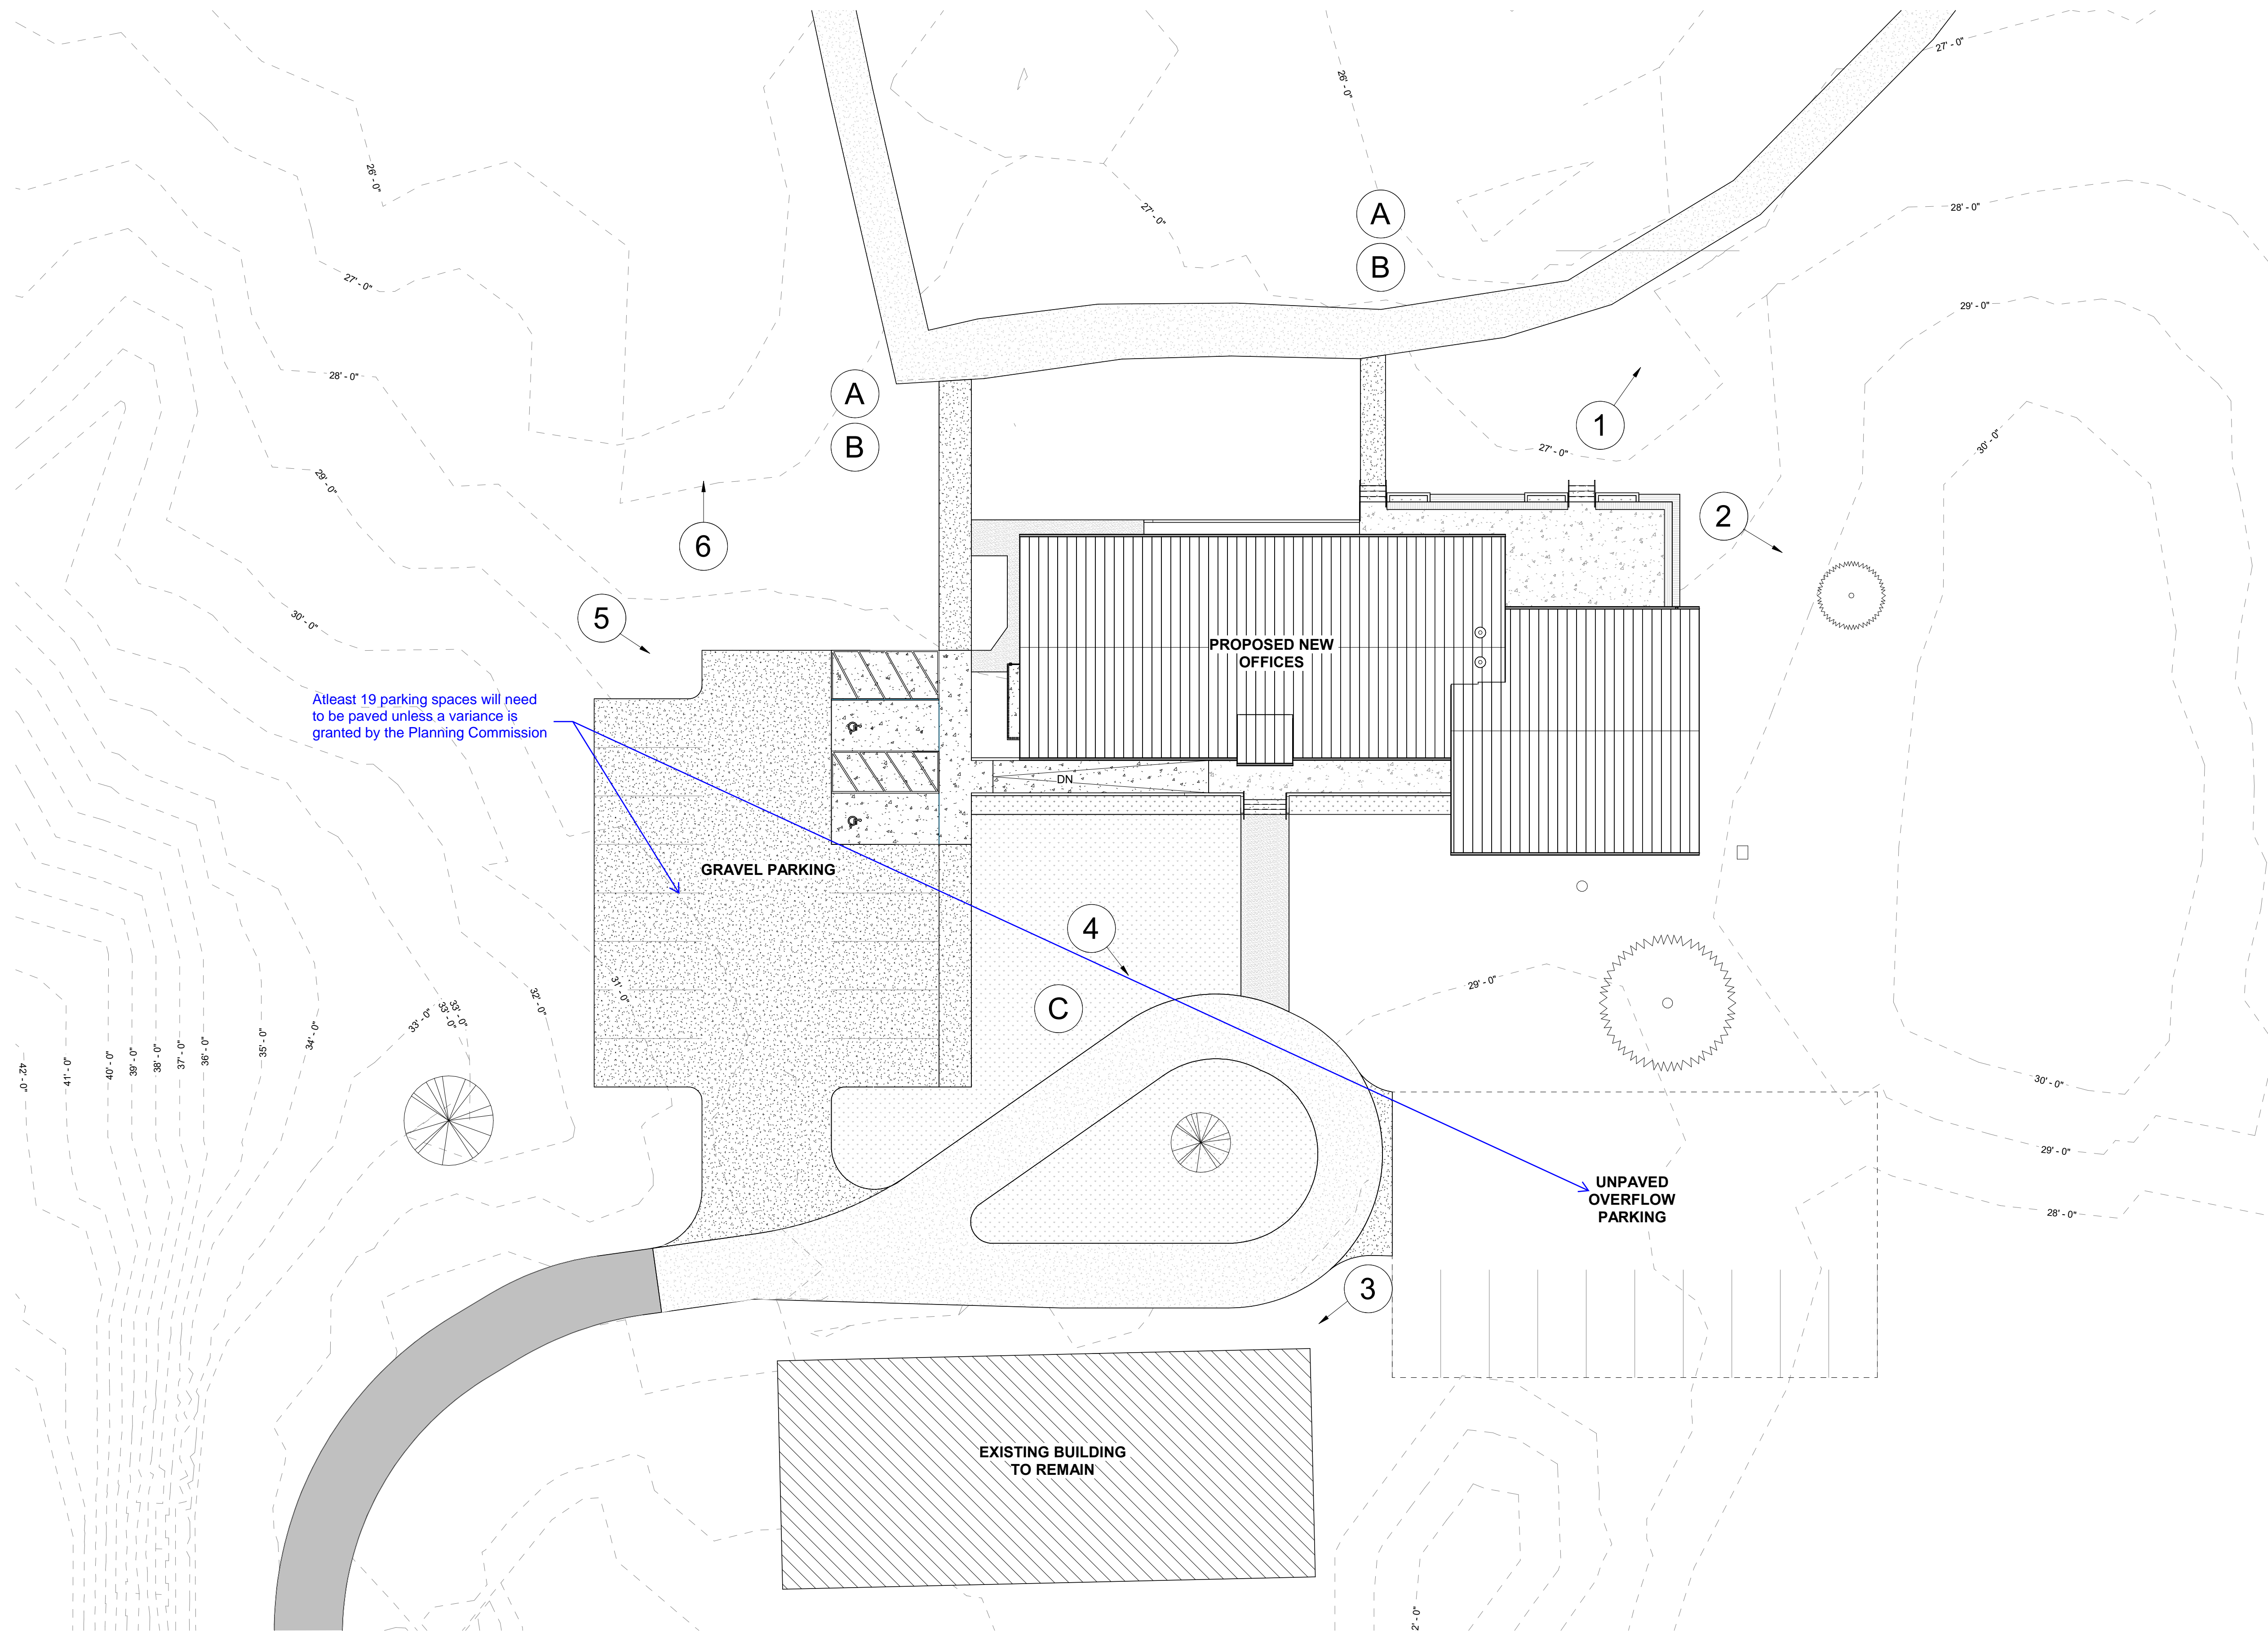 27' - 0"
26' - 0"
26' - 0"
27' - 0"
28' - 0"
A
B
27' - 0"
29' - 0"
28' - 0"
A
B
1
27' - 0"
30' - 0"
29' - 0"
2
6
5
30' - 0"
PROPOSED NEW
OFFICES
Atleast 19 parking spaces will need
to be paved unless a variance is
granted by the Planning Commission
DN
GRAVEL PARKING
4
C
29' - 0"
31' - 0"
32' - 0"
33' - 0"
33' - 0"
33' - 0"
34' - 0"
35' - 0"
36' - 0"
37' - 0"
38' - 0"
39' - 0"
40' - 0"
41' - 0"
42' - 0"
30' - 0"
29' - 0"
28' - 0"
UNPAVED
OVERFLOW
PARKING
3
EXISTING BUILDING
TO REMAIN
2' - 0"